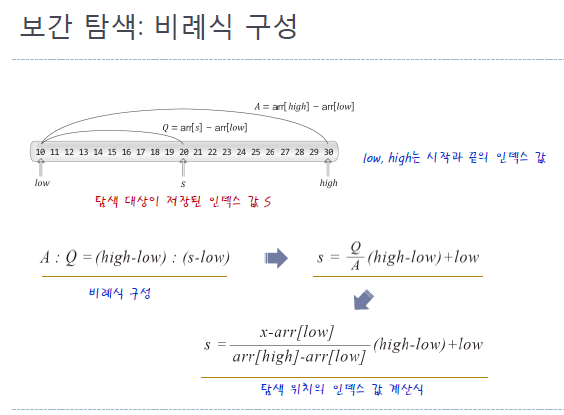 보간 탐색: 비례식 구성
A = arr[high] − arr[low]
Q = arr[s] − arr[low]
10 11 12 13 14 15 16 17 18 19 20 21 22 23 24 25 26 27 28 29 30
low, high는 시작과 끝의 인덱스 값
low s high
탐색 대상이 저장된 인덱스 값 S
A : Q = (high-low) : (s-low)
s = Q/A (high-low)+low
비례식 구성
s = x-arr[low] / arr[high]-arr[low] (high-low)+low
탐색 위치의 인덱스 값 계산식